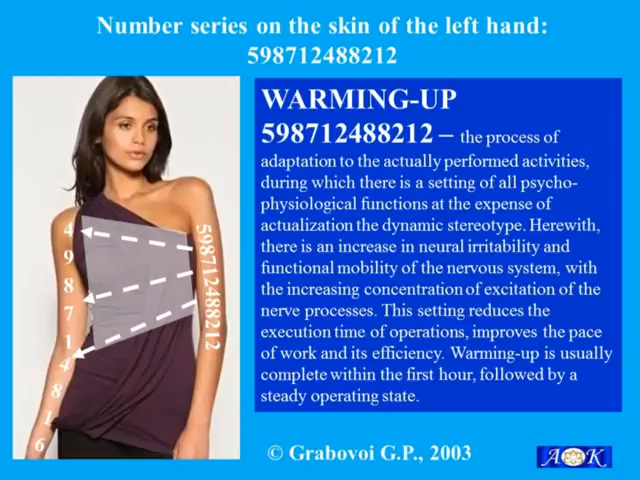 Number series on the skin of the left hand:
598712488212
WARMING-UP
598712488212 – the process of
adaptation to the actually performed activities,
during which there is a setting of all psycho-
physiological functions at the expense of
actualization the dynamic stereotype. Herewith,
there is an increase in neural irritability and
functional mobility of the nervous system, with
the increasing concentration of excitation of the
nerve processes. This setting reduces the
execution time of operations, improves the pace
of work and its efficiency. Warming-up is usually
complete within the first hour, followed by a
steady operating state.
4
9
8
7
1
4
8
1
6
598712488212
© Grabovoi G.P., 2003
A K